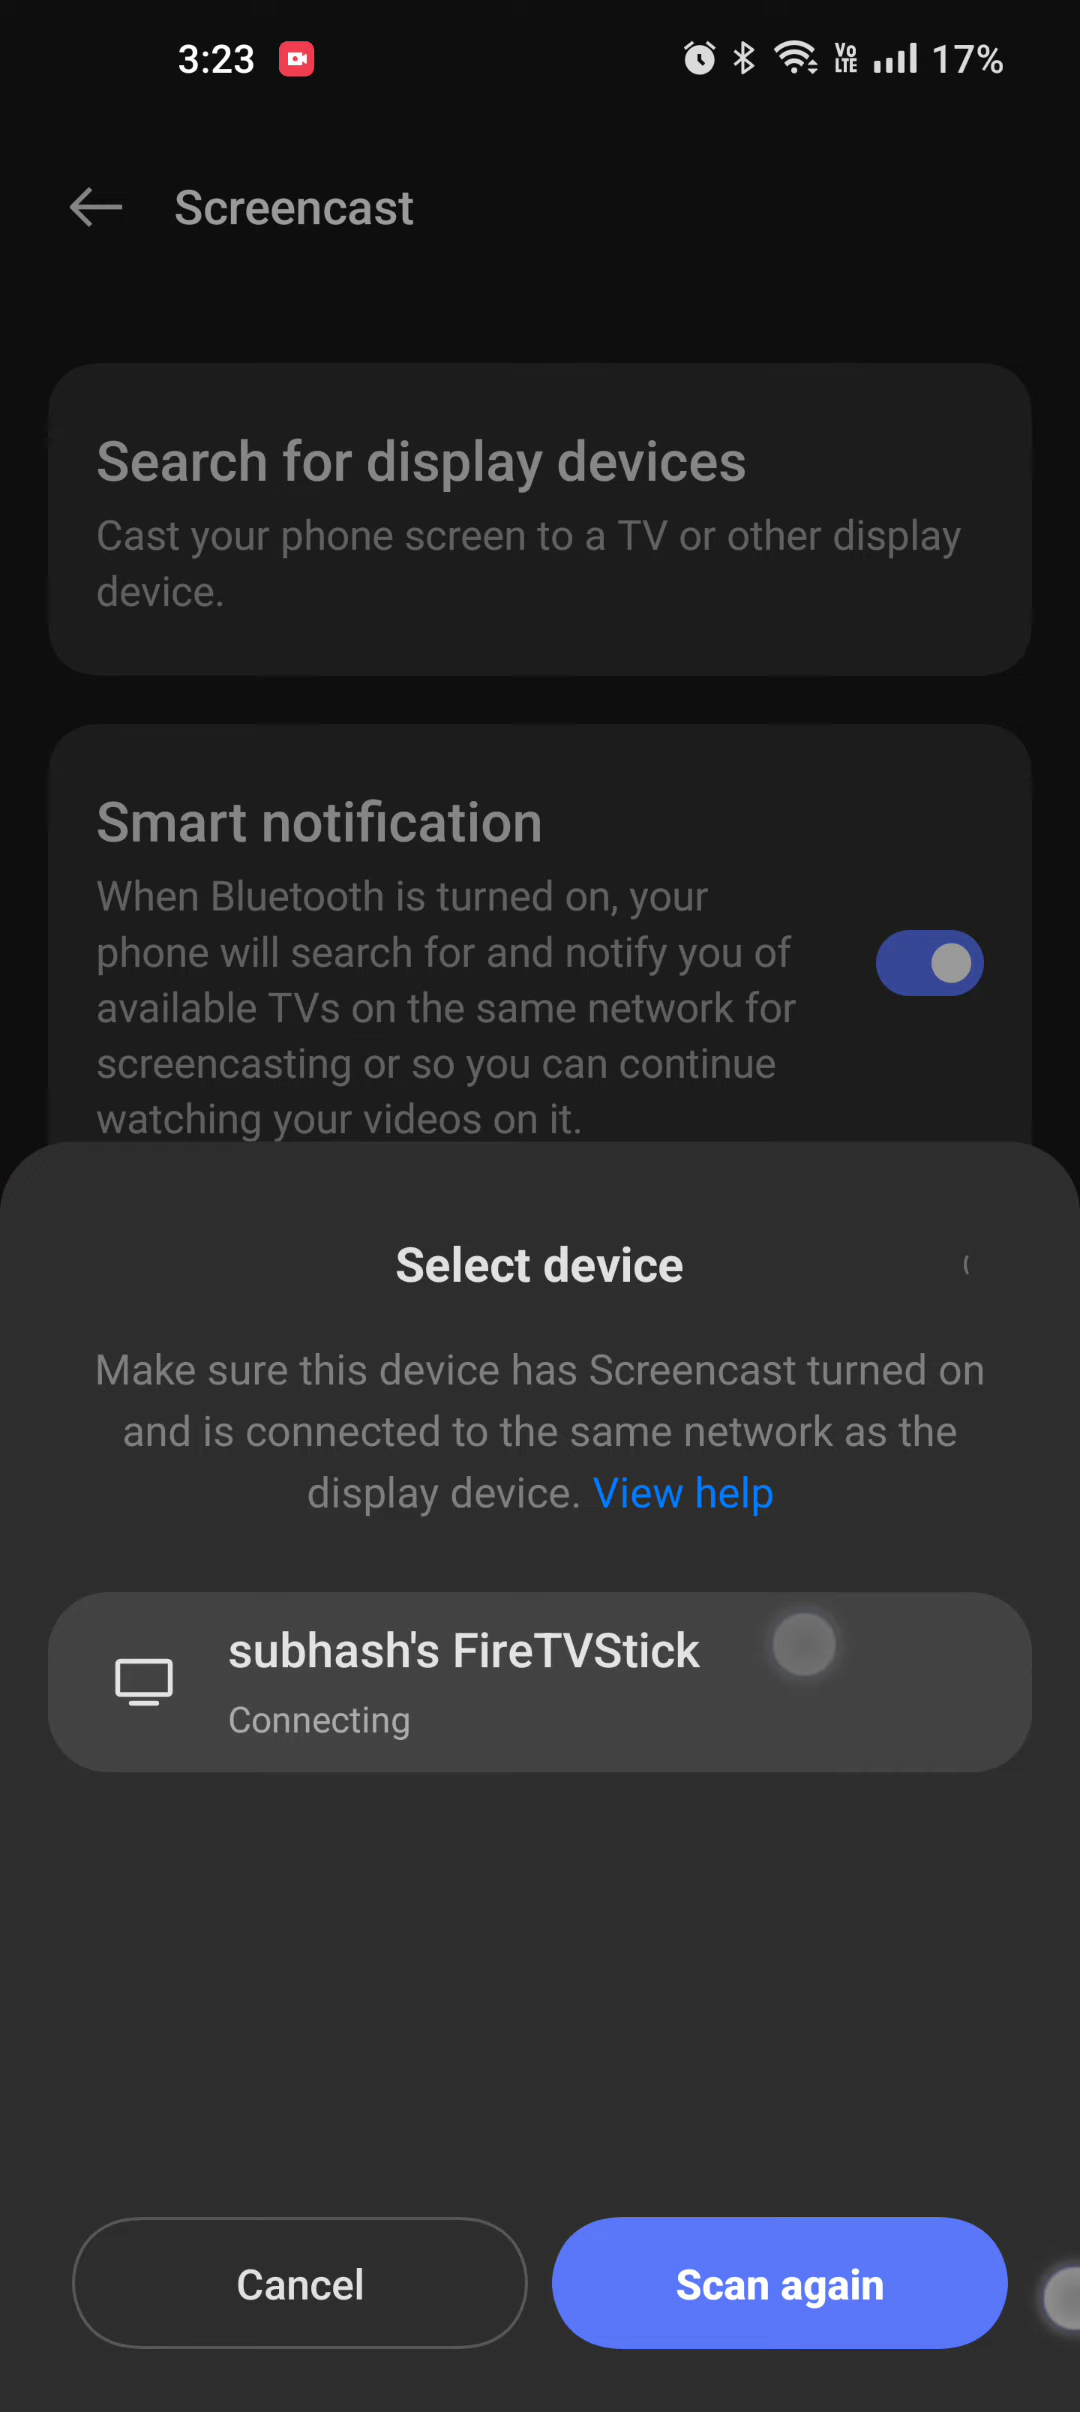 3:23
Vo
LTE
17%
Screencast
Search for display devices
Cast your phone screen to a TV or other display
device.
Smart notification
When Bluetooth is turned on, your
phone will search for and notify you of
available TVs on the same network for
screencasting or so you can continue
watching your videos on it.
Select device
Make sure this device has Screencast turned on
and is connected to the same network as the
display device. View help
subhash's FireTVStick
Connecting
Cancel
Scan again